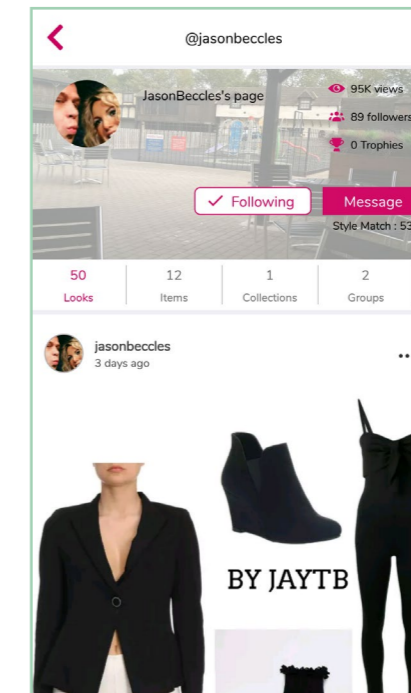 @jasonbeccles
JasonBeccles's page
95K views
89 followers
0 Trophies
Following
Message
Style Match : 53
50
Looks
12
Items
1
Collections
2
Groups
jasonbeccles
3 days ago
BY JAYTB